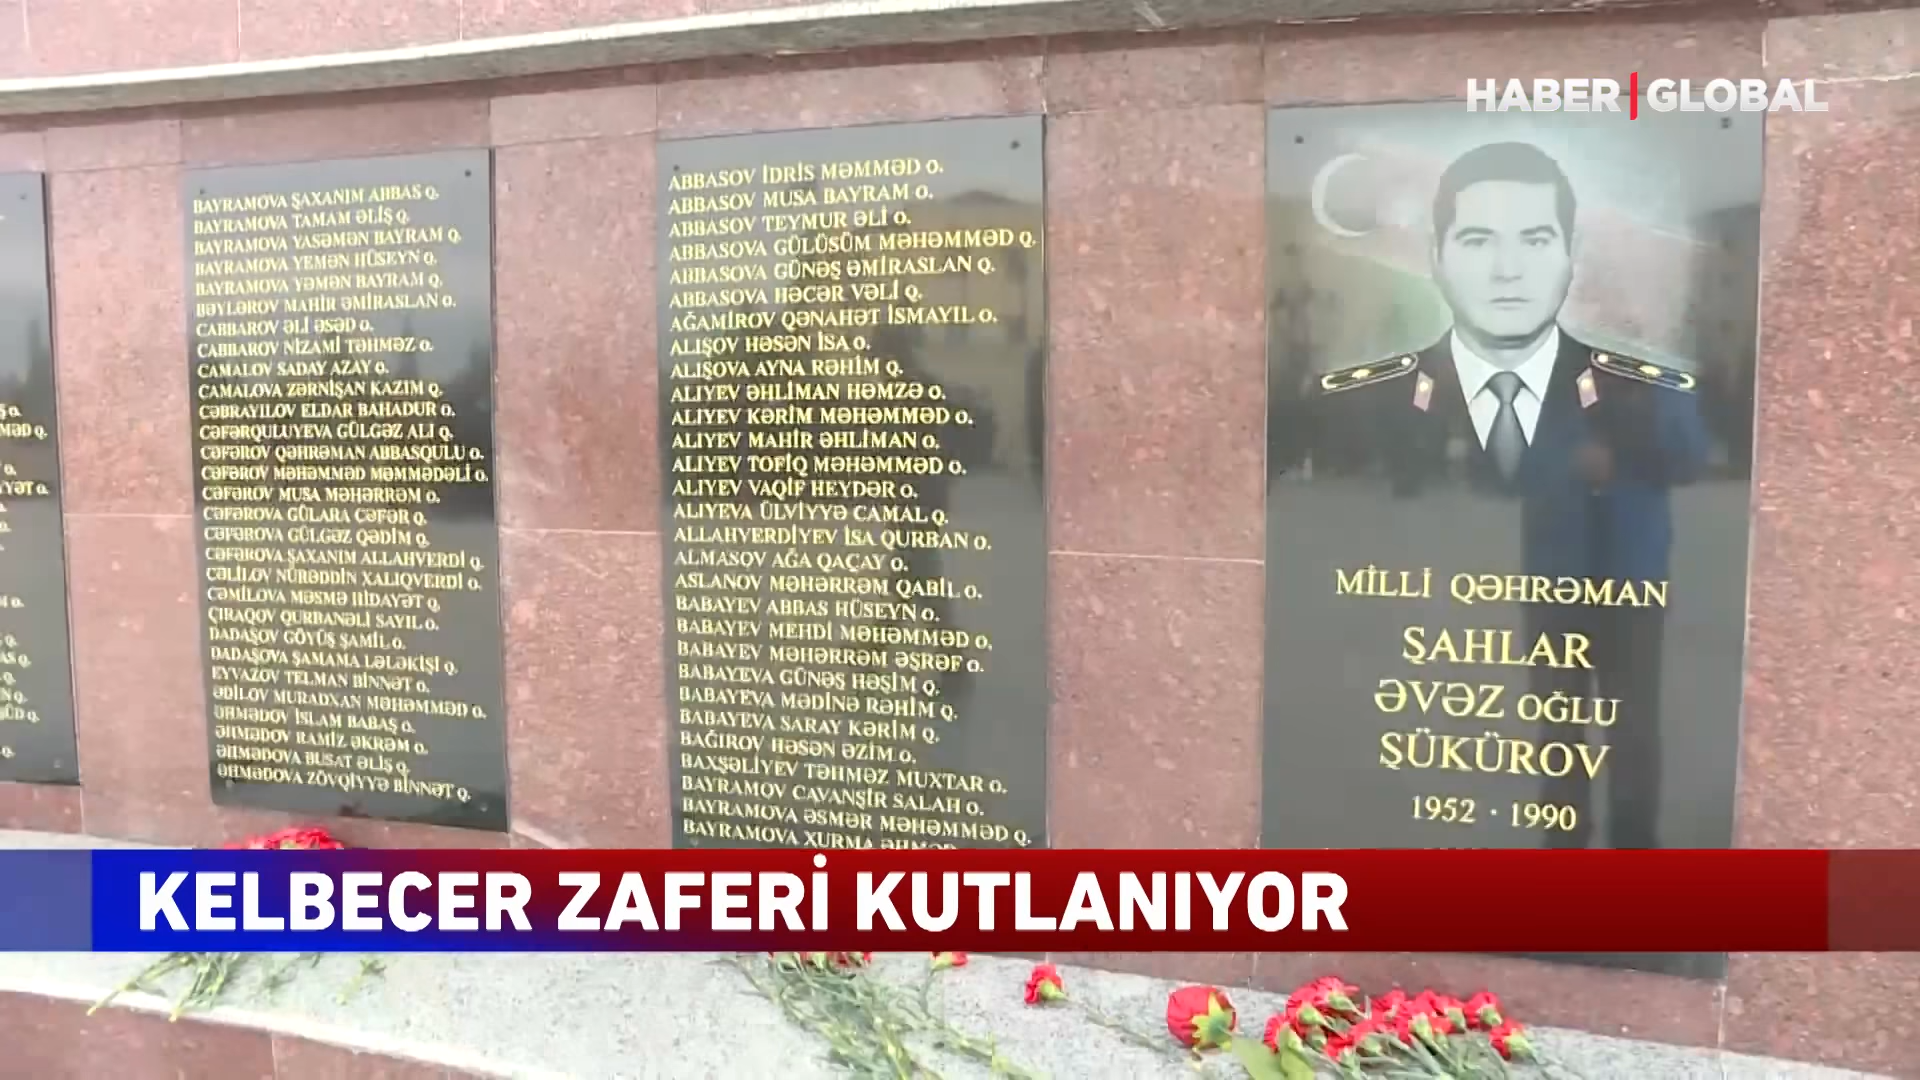 HABER GLOBAL
BAYRAMOVA ŞAXANIM ABBAS Q.
BAYRAMOVA TAMAM ƏLİŞ Q.
BAYRAMOVA YASƏMƏN BAYRAM Q.
BAYRAMOVA YEMƏN HÜSEYN Q.
BAYRAMOVA YƏMƏN BAYRAM Q.
BƏYLƏROV MAHİR ƏMİRASLAN O.
CABBAROV ƏLİ ƏSƏD O.
CABBAROV NİZAMİ TƏHMƏZ O.
CAMALOV SADAY AZAY O.
CAMALOVA ZƏRNİŞAN KAZIM Q.
CƏBRAYILOV ELDAR BAHADUR O.
CƏFƏRQULUYEVA GÜLGƏZ ALI Q.
CƏFƏROV QƏHRƏMAN ABBASQULU O.
CƏFƏROV MƏHƏMMƏD MƏMMƏDƏLİ O.
CƏFƏROV MUSA MƏHƏRRƏM O.
CƏFƏROVA GÜLARA CƏFƏR Q.
CƏFƏROVA GÜLGƏZ QƏDİM Q.
CƏFƏROVA ŞAXANIM ALLAHVERDİ Q.
CƏLİLOV NÜRƏDDİN XALIQVERDİ O.
CƏMİLOVA MƏSMƏ HİDAYƏT Q.
ÇIRAQOV QURBANƏLİ SAYIL O.
DADAŞOV GÖYÜŞ ŞAMİL O.
DADAŞOVA ŞAMAMA LƏLƏKİŞİ Q.
EYVAZOV TELMAN BİNNƏT O.
ƏDİLOV MURADXAN MƏHƏMMƏD O.
ƏHMƏDOV İSLAM BABAŞ O.
ƏHMƏDOV RAMİZ ƏKRƏM O.
ƏHMƏDOVA BUSAT ƏLİŞ Q.
ƏHMƏDOVA ZÖVQİYYƏ BİNNƏT Q.
ABBASOV İDRİS MƏMMƏD O.
ABBASOV MUSA BAYRAM O.
ABBASOV TEYMUR ƏLİ O.
ABBASOVA GÜLÜSÜM MƏHƏMMƏD Q.
ABBASOVA GÜNƏŞ ƏMİRASLAN Q.
ABBASOVA HƏCƏR VƏLİ Q.
AĞAMİROV QƏNAHƏT İSMAYIL O.
ALIŞOV HƏSƏN İSA O.
ALIŞOVA AYNA RƏHİM Q.
ALIYEV ƏHLİMAN HƏMZƏ O.
ALIYEV KƏRİM MƏHƏMMƏD O.
ALIYEV MAHİR ƏHLİMAN O.
ALIYEV TOFİQ MƏHƏMMƏD O.
ALIYEV VAQİF HEYDƏR O.
ALIYEVA ÜLVİYYƏ CAMAL Q.
ALLAHVERDİYEV İSA QURBAN O.
ALMASOV AĞA QAÇAY O.
ASLANOV MƏHƏRRƏM QABİL O.
BABAYEV ABBAS HÜSEYN O.
BABAYEV MEHDİ MƏHƏMMƏD O.
BABAYEV MƏHƏRRƏM ƏŞRƏF O.
BABAYEVA GÜNƏŞ HƏŞİM Q.
BABAYEVA MƏDİNƏ RƏHİM Q.
BABAYEVA SARAY KƏRİM Q.
BAĞIROV HƏSƏN ƏZİM O.
BAXŞƏLİYEV TƏHMƏZ MUXTAR O.
BAYRAMOV CAVANŞİR SALAH O.
BAYRAMOVA ƏSMƏR MƏHƏMMƏD Q.
BAYRAMOVA XURMA
MİLLİ QƏHRƏMAN
ŞAHLAR
ƏVƏZ OĞLU
ŞÜKÜROV
1952 · 1990
KELBECER ZAFERİ KUTLANIYOR